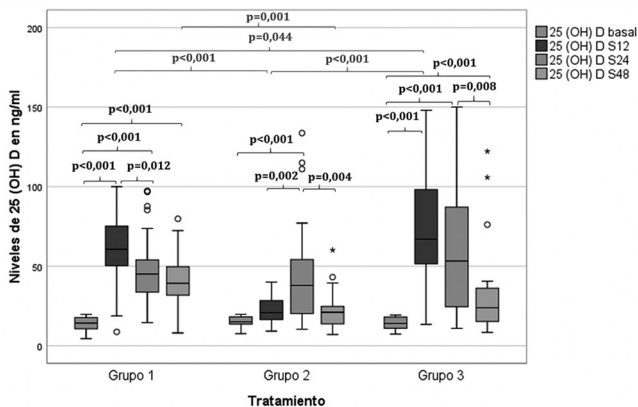 p=0,001
p=0,044
p<0,001
p<0,001
p<0,001
p<0,001
p=0,008
p<0,001
p<0,001
p<0,001
p<0,001
p<0,001
p=0,012
p=0,002
p=0,004
25 (OH) D basal
25 (OH) D S12
25 (OH) D S24
25 (OH) D S48
Niveles de 25 (OH) D en ng/ml
200
150
100
50
0
Grupo 1
Grupo 2
Grupo 3
Tratamiento